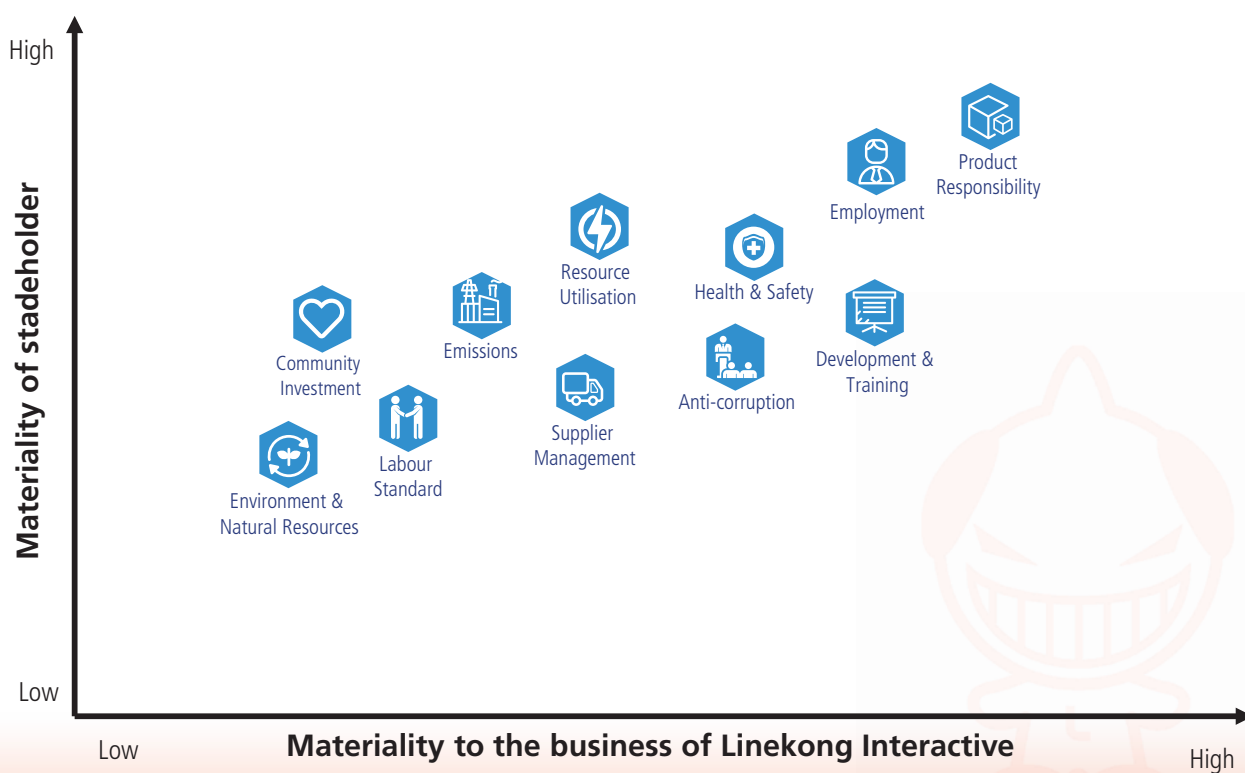 High
Materiality of stadeholder
Low
Product
Responsibility
Employment
Resource
Utilisation
Health & Safety
Community
Investment
Emissions
Development &
Training
Anti-corruption
Supplier
Management
Labour
Standard
Environment &
Natural Resources
Low
Materiality to the business of Linekong Interactive
High
L